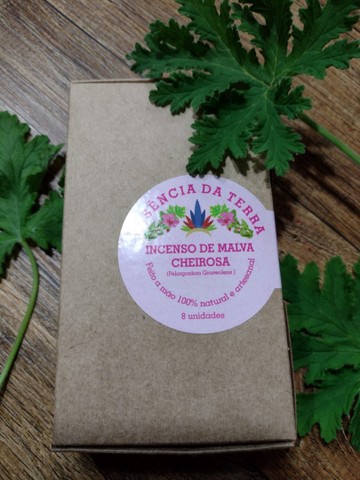 SÊNCIA DA TERRA
INCENSO DE MALVA
CHEIROSA
(Pelargonium Graveolens)
Feito a mão 100% natural e artesanal
8 unidades